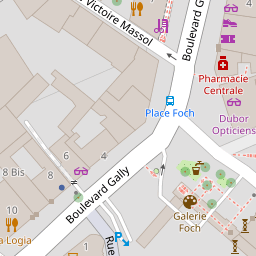 Victoire Massol
Boulevard G
Pharmacie
Centrale
Place Foch
Dubor
Opticiens
6
4
8 Bis
8
Boulevard Gally
Galerie
Foch
Logia
Rue
P